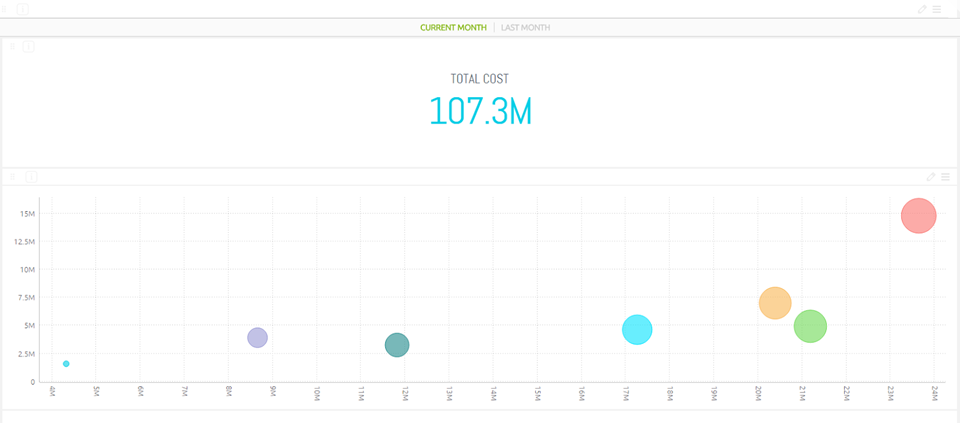 CURRENT MONTH | LAST MONTH
TOTAL COST
107.3M
15M
12.5M
10M
7.5M
5M
2.5M
0
4M 5M 7M 8M 9M 10M 11M 12M 13M 14M 15M 16M 17M 18M 19M 20M 21M 22M 23M 24M